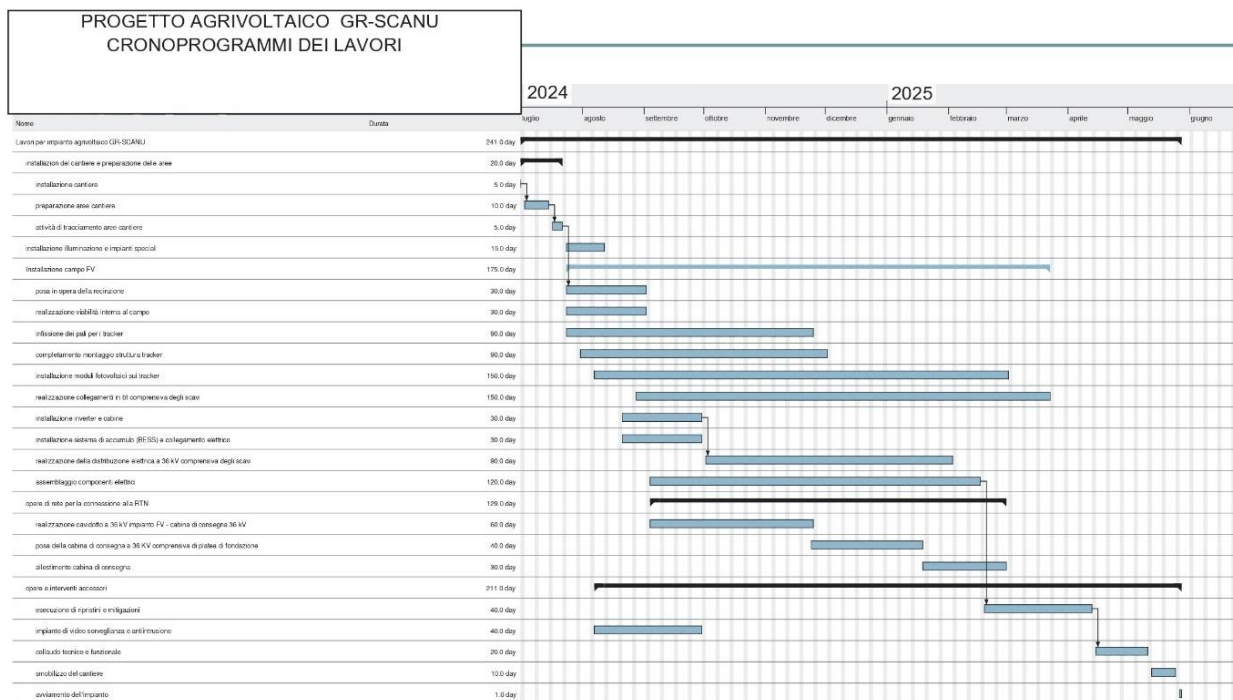 PROGETTO AGRIVOLTAICO GR-SCANU
CRONOPROGRAMMI DEI LAVORI
2024 2025
Nome Durata luglio agosto settembre ottobre novembre dicembre gennaio febbraio marzo aprile maggio giugno
Lavori per impianto agrivoltaico GR-SCANU 241.0 day
installazion del cantiere e preparazione delle aree 20.0 day
installazione cantiere 5.0 day
preparazione aree cantiere 10.0 day
attività di tracciamento aree cantiere 5.0 day
installazione illuminazione e impianti speciali 15.0 day
Installazione campo FV 175.0 day
posa in opera della recinzione 30.0 day
realizzazione viabilità interna al campo 30.0 day
infissione dei pali per i tracker 90.0 day
completamento montaggio struttura tracker 90.0 day
installazione moduli fotovoltaici sui tracker 150.0 day
realizzazione collegamenti in bt comprensiva degli scavi 150.0 day
installazione inverter e cabine 30.0 day
installazione sistema di accumulo (BESS) e collegamento elettrico 30.0 day
realizzazione della distribuzione elettrica a 36 kV comprensiva degli scavi 90.0 day
assemblaggio componenti elettrici 120.0 day
opere di rete per la connessione alla RTN 129.0 day
realizzazione cavidotto a 36 kV impianto FV - cabina di consegna 36 kV 60.0 day
posa della cabina di consegna a 36 KV comprensiva di platea di fondazione 40.0 day
allestimento cabina di consegna 30.0 day
opere e interventi accessori 211.0 day
esecuzione di ripristini e mitigazioni 40.0 day
impianto di video sorveglianza e antiintrusione 40.0 day
collaudo tecnico e funzionale 20.0 day
smobilizzo del cantiere 10.0 day
avviamento dell'impianto 1.0 day